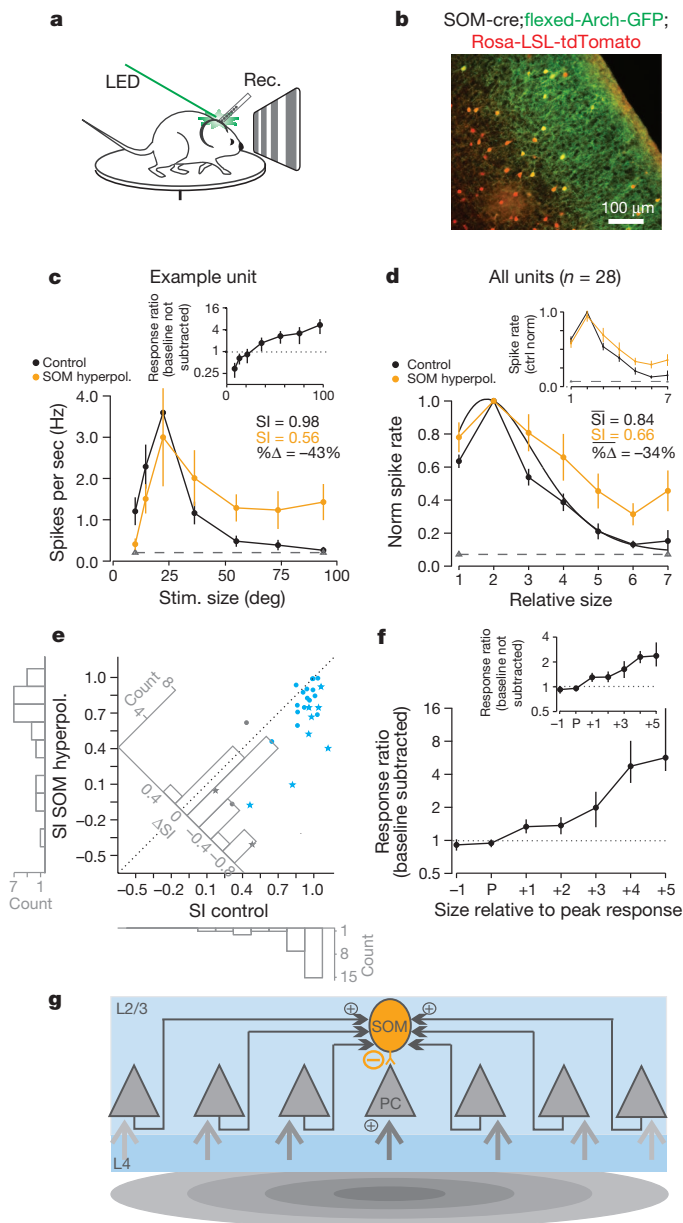 a
LED
Rec.
b
SOM-cre;flexed-Arch-GFP;
Rosa-LSL-tdTomato
100 μm
c
Example unit
Response ratio
(baseline not
subtracted)
16
4
1
0.25
0
100
Control
SOM hyperpol.
SI = 0.98
SI = 0.56
%Δ = −43%
Spikes per sec (Hz)
4.0
3.0
2.0
1.0
0.0
0
25
50
75
100
Stim. size (deg)
d
All units (n = 28)
Spike rate
(ctrl norm)
1.0
0.0
1
7
Control
SOM hyperpol.
SI = 0.84
SI = 0.66
%Δ = −34%
Norm spike rate
1.0
0.8
0.6
0.4
0.2
0.0
1
2
3
4
5
6
7
Relative size
e
SI SOM hyperpol.
1.0
0.7
0.4
0.1
−0.2
−0.5
7
1
Count
Count
8
4
0.4
0
−0.4
−0.8
ΔSI
−0.5
−0.2
0.1
0.4
0.7
1.0
SI control
1
8
15
Count
f
Response ratio
(baseline not
subtracted)
4
2
1
0.5
−1
P
+1
+3
+5
Response ratio
(baseline subtracted)
16
8
4
2
1
0.5
−1
P
+1
+2
+3
+4
+5
Size relative to peak response
g
L2/3
SOM
PC
L4